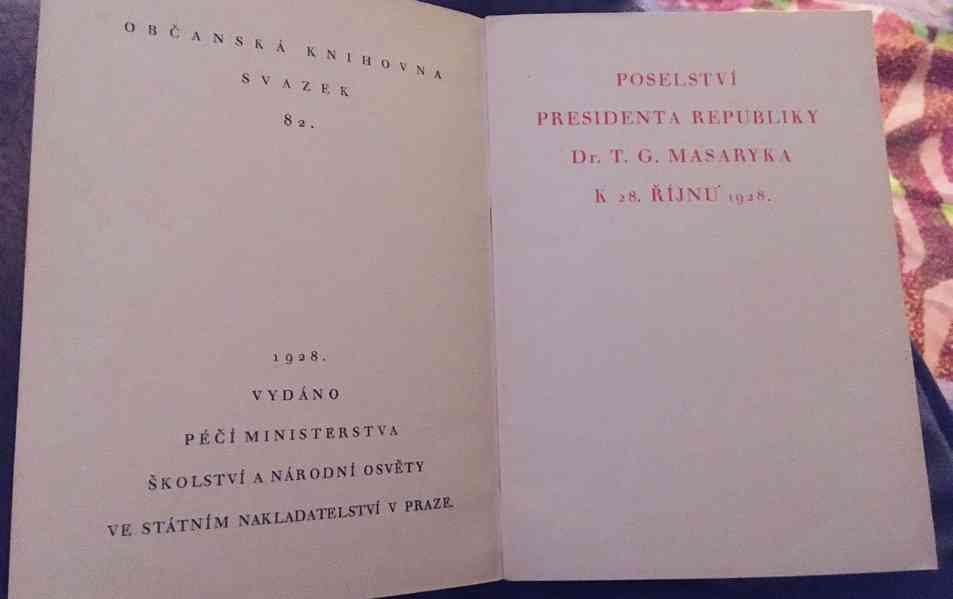 OBČANSKÁ KNIHOVNA
SVAZEK
82.
1928.
VYDÁNO
PÉČÍ MINISTERSTVA
ŠKOLSTVÍ A NÁRODNÍ OSVĚTY
VE STÁTNÍM NAKLADATELSTVÍ V PRAZE.
POSELSTVÍ
PRESIDENTA REPUBLIKY
Dr. T. G. MASARYKA
K 28. ŘÍJNU 1928.